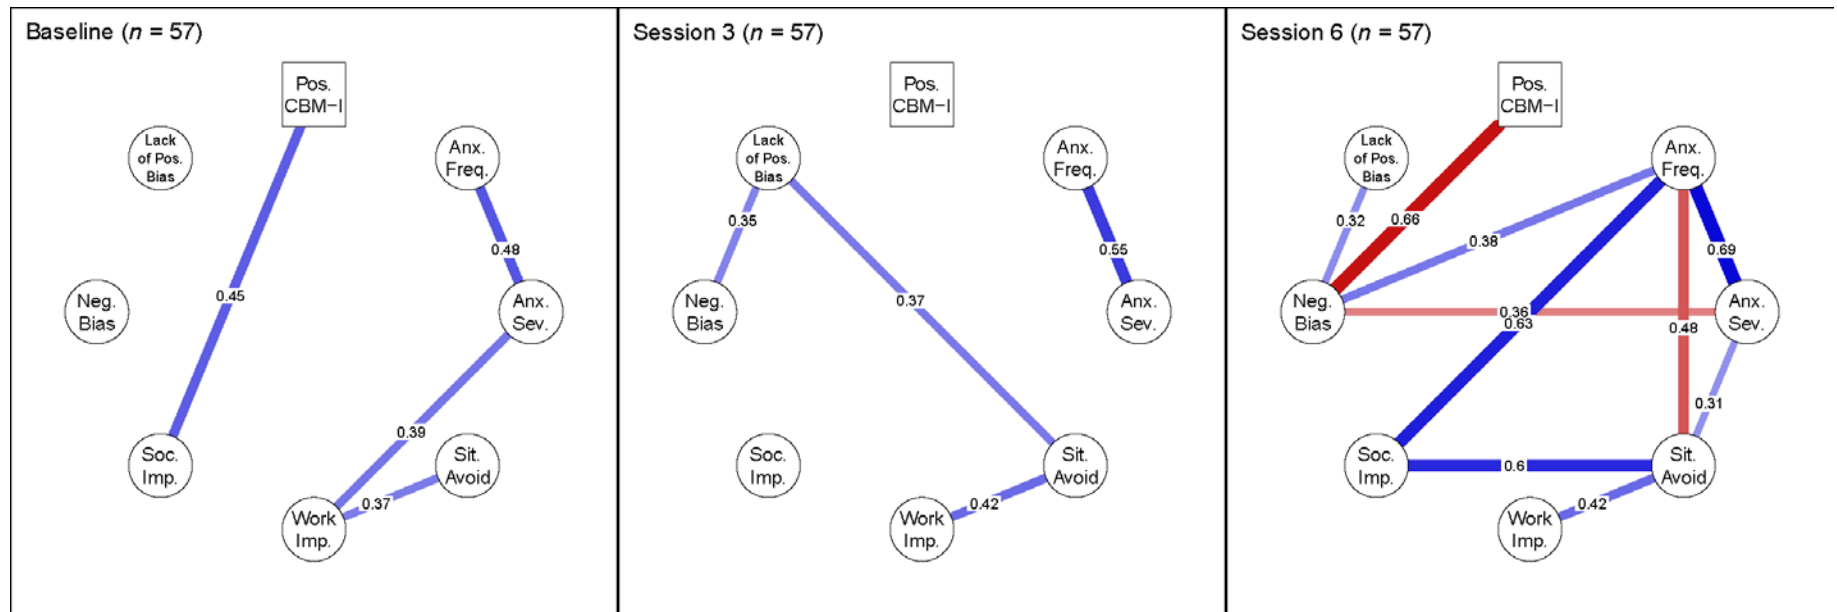 Baseline (n = 57)
Pos.
CBM−I
Lack
of Pos.
Bias
Anx.
Freq.
0.48
0.45
Neg.
Bias
Anx.
Sev.
0.39
Soc.
Imp.
Sit.
Avoid
0.37
Work
Imp.
Session 3 (n = 57)
Pos.
CBM−I
Lack
of Pos.
Bias
Anx.
Freq.
0.35
0.55
0.37
Neg.
Bias
Anx.
Sev.
Soc.
Imp.
Sit.
Avoid
0.42
Work
Imp.
Session 6 (n = 57)
Pos.
CBM−I
Lack
of Pos.
Bias
Anx.
Freq.
0.32
0.66
0.38
0.69
Neg.
Bias
0.36
0.63
0.48
Anx.
Sev.
0.31
Soc.
Imp.
0.6
Sit.
Avoid
0.42
Work
Imp.